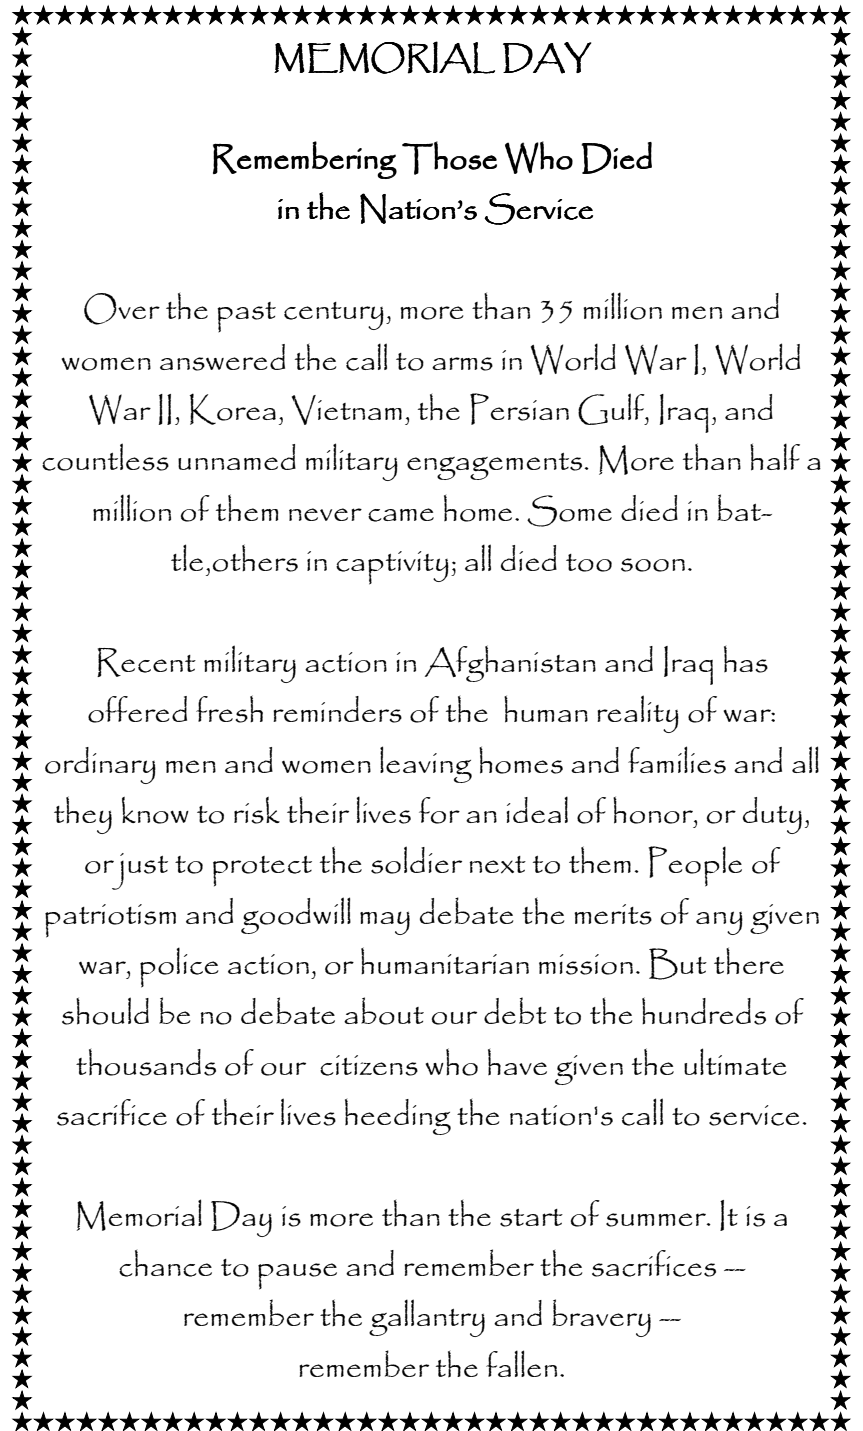 MEMORIAL DAY
Remembering Those Who Died
in the Nation's Service
Over the past century, more than 35 million men and
women answered the call to arms in World War I, World
War II, Korea, Vietnam, the Persian Gulf, Iraq, and
countless unnamed military engagements. More than half a
million of them never came home. Some died in bat-
tle,others in captivity; all died too soon.
Recent military action in Afghanistan and Iraq has
offered fresh reminders of the human reality of war:
ordinary men and women leaving homes and families and all
they know to risk their lives for an ideal of honor, or duty,
or just to protect the soldier next to them. People of
patriotism and goodwill may debate the merits of any given
war, police action, or humanitarian mission. But there
should be no debate about our debt to the hundreds of
thousands of our citizens who have given the ultimate
sacrifice of their lives heeding the nation's call to service.
Memorial Day is more than the start of summer. It is a
chance to pause and remember the sacrifices —
remember the gallantry and bravery —
remember the fallen.